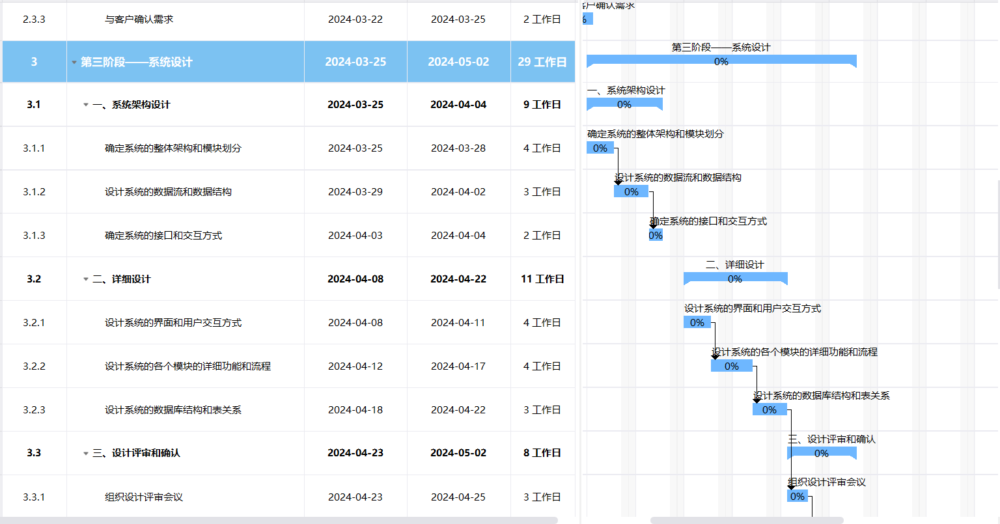 2.3.3 与客户确认需求 2024-03-22 2024-03-25 2 工作日
3 第三阶段——系统设计 2024-03-25 2024-05-02 29 工作日
3.1 一、系统架构设计 2024-03-25 2024-04-04 9 工作日
3.1.1 确定系统的整体架构和模块划分 2024-03-25 2024-03-28 4 工作日
3.1.2 设计系统的数据流和数据结构 2024-03-29 2024-04-02 3 工作日
3.1.3 确定系统的接口和交互方式 2024-04-03 2024-04-04 2 工作日
3.2 二、详细设计 2024-04-08 2024-04-22 11 工作日
3.2.1 设计系统的界面和用户交互方式 2024-04-08 2024-04-11 4 工作日
3.2.2 设计系统的各个模块的详细功能和流程 2024-04-12 2024-04-17 4 工作日
3.2.3 设计系统的数据库结构和表关系 2024-04-18 2024-04-22 3 工作日
3.3 三、设计评审和确认 2024-04-23 2024-05-02 8 工作日
3.3.1 组织设计评审会议 2024-04-23 2024-04-25 3 工作日
客户确认需求
%
第三阶段——系统设计
0%
一、系统架构设计
0%
确定系统的整体架构和模块划分
0%
设计系统的数据流和数据结构
0%
确定系统的接口和交互方式
0%
二、详细设计
0%
设计系统的界面和用户交互方式
0%
设计系统的各个模块的详细功能和流程
0%
设计系统的数据库结构和表关系
0%
三、设计评审和确认
0%
组织设计评审会议
0%